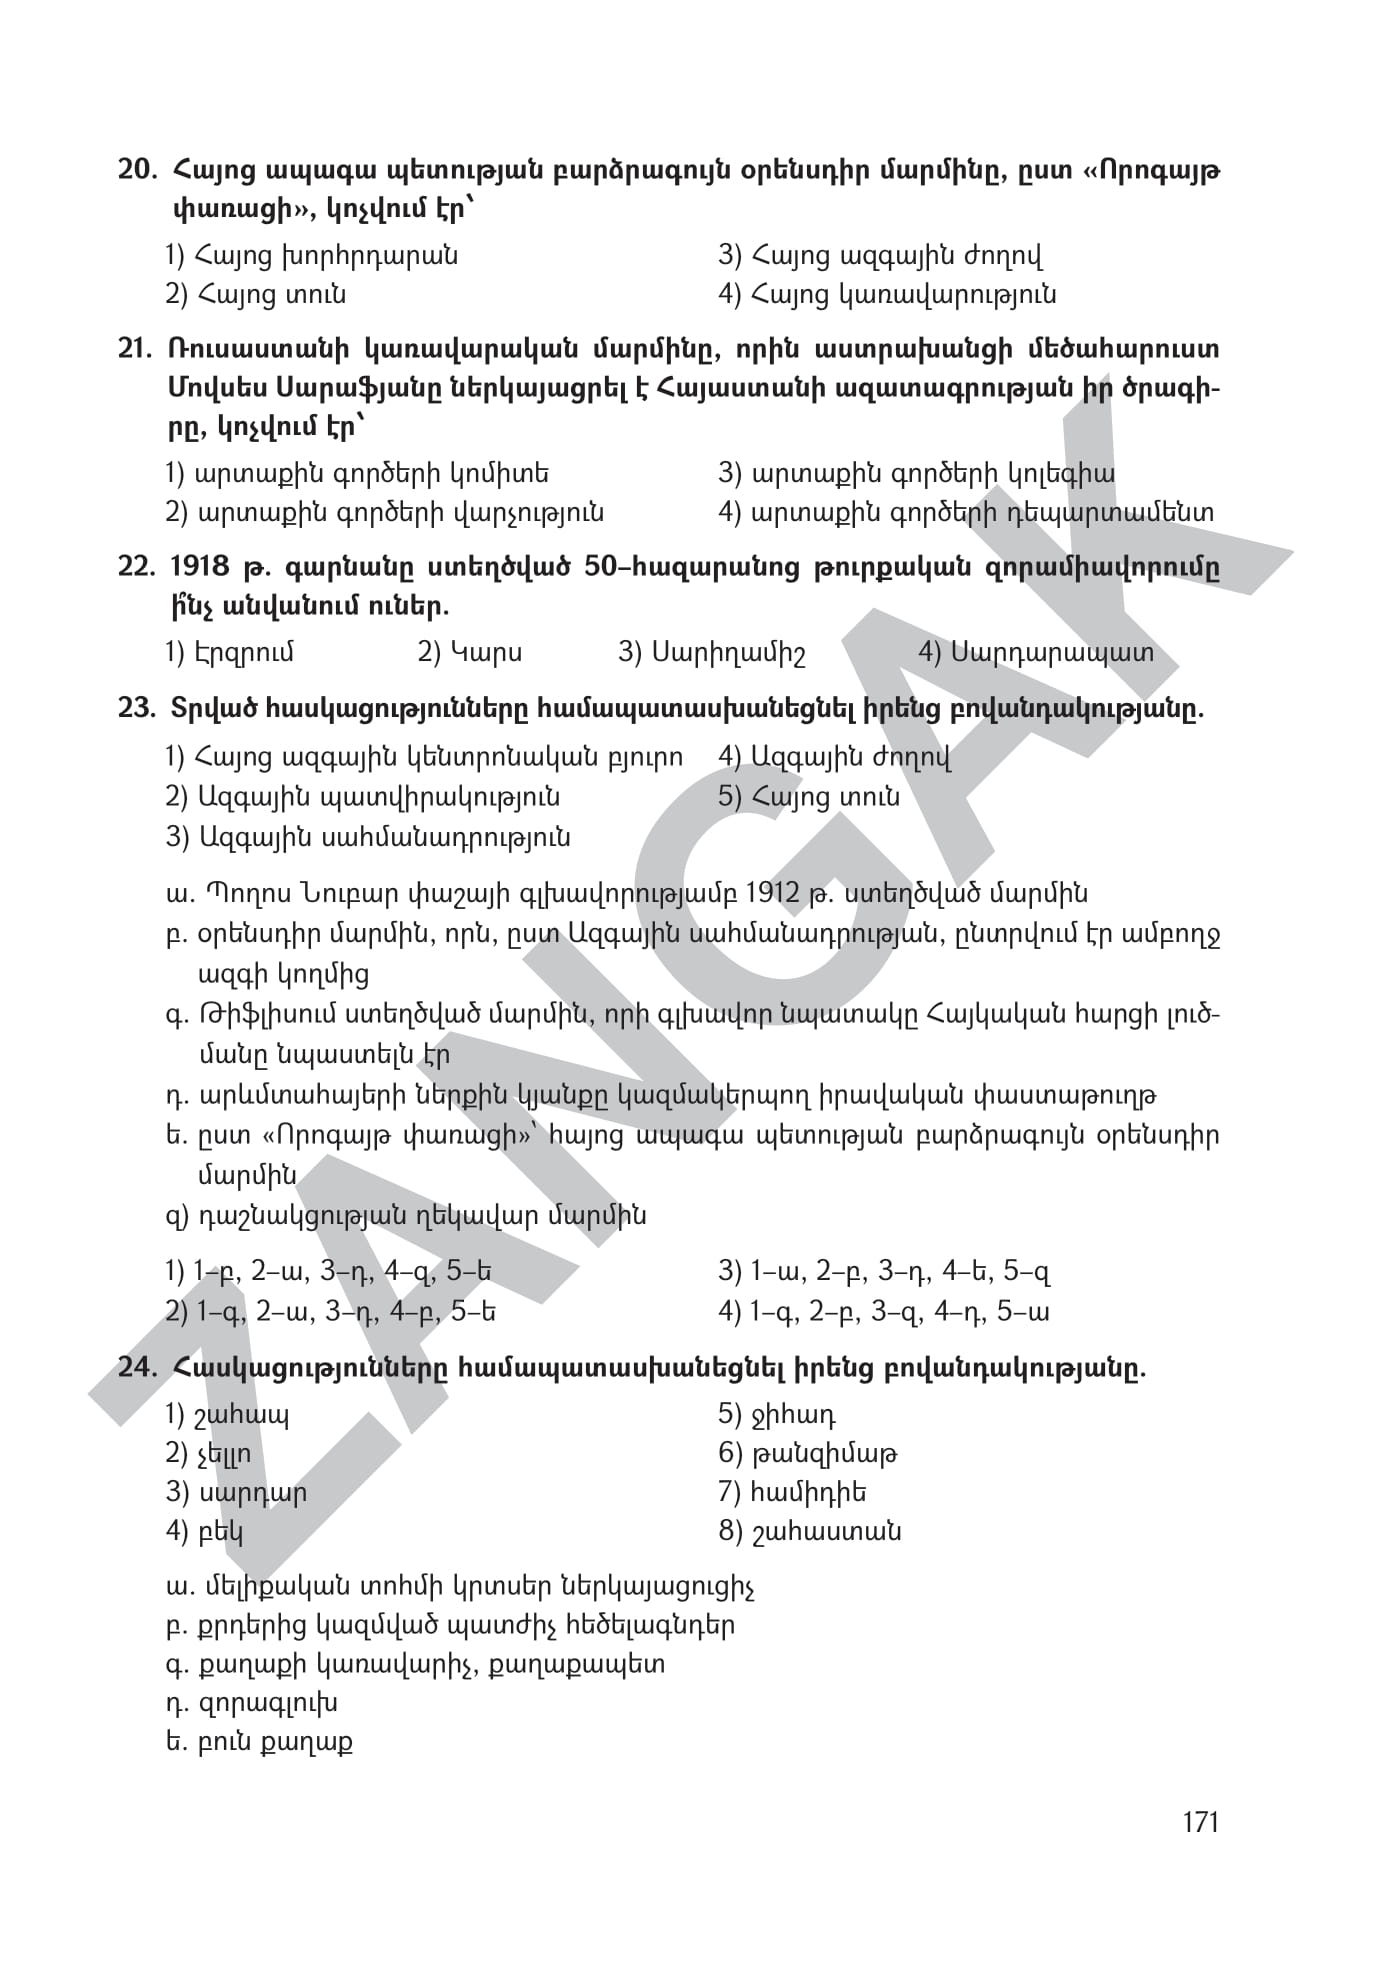 20. Հայոց ապագա պետության բարձրագույն օրենսդիր մարմինը, ըստ «Որոգայթ
փառացի», կոչվում էր՝
1) Հայոց խորհրդարան 3) Հայոց ազգային ժողով
2) Հայոց տուն 4) Հայոց կառավարություն
21. Ռուսաստանի կառավարական մարմինը, որին աստրախանցի մեծահարուստ
Մովսես Սարաֆյանը ներկայացրել է Հայաստանի ազատագրության իր ծրագի-
րը, կոչվում էր՝
1) արտաքին գործերի կոմիտե 3) արտաքին գործերի կոլեգիա
2) արտաքին գործերի վարչություն 4) արտաքին գործերի դեպարտամենտ
22. 1918 թ. գարնանը ստեղծված 50–հազարանոց թուրքական զորամիավորումը
ի՞նչ անվանում ուներ.
1) Էրզրում 2) Կարս 3) Սարիղամիշ 4) Սարդարապատ
23. Տրված հասկացությունները համապատասխանեցնել իրենց բովանդակությանը.
1) Հայոց ազգային կենտրոնական բյուրո 4) Ազգային ժողով
2) Ազգային պատվիրակություն 5) Հայոց տուն
3) Ազգային սահմանադրություն
ա. Պողոս Նուբար փաշայի գլխավորությամբ 1912 թ. ստեղծված մարմին
բ. օրենսդիր մարմին, որն, ըստ Ազգային սահմանադրության, ընտրվում էր ամբողջ
ազգի կողմից
գ. Թիֆլիսում ստեղծված մարմին, որի գլխավոր նպատակը Հայկական հարցի լուծ-
մանը նպաստելն էր
դ. արևմտահայերի ներքին կյանքը կազմակերպող իրավական փաստաթուղթ
ե. ըստ «Որոգայթ փառացի»՝ հայոց ապագա պետության բարձրագույն օրենսդիր
մարմին
զ) դաշնակցության ղեկավար մարմին
1) 1–բ, 2–ա, 3–դ, 4–զ, 5–ե 3) 1–ա, 2–բ, 3–դ, 4–ե, 5–զ
2) 1–գ, 2–ա, 3–դ, 4–բ, 5–ե 4) 1–գ, 2–բ, 3–զ, 4–դ, 5–ա
24. Հասկացությունները համապատասխանեցնել իրենց բովանդակությանը.
1) շահապ 5) ջիհադ
2) չելլո 6) թանզիմաթ
3) սարդար 7) համիդիե
4) բեկ 8) շահաստան
ա. մելիքական տոհմի կրտսեր ներկայացուցիչ
բ. քրդերից կազմված պատժիչ հեծելագնդեր
գ. քաղաքի կառավարիչ, քաղաքապետ
դ. զորագլուխ
ե. բուն քաղաք
171
ZANGAK